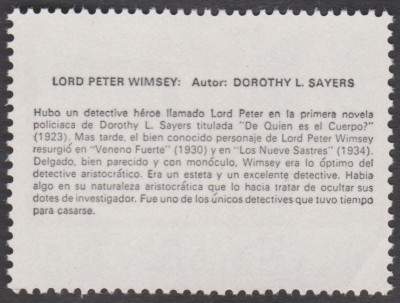 LORD PETER WIMSEY: Autor: DOROTHY L. SAYERS
Hubo un detective héroe llamado Lord Peter en la primera novela
policiaca de Dorothy L. Sayers titulada "De Quien es el Cuerpo?"
(1923). Mas tarde, el bien conocido personaje de Lord Peter Wimsey
resurgió en "Veneno Fuerte" (1930) y en "Los Nueve Sastres" (1934).
Delgado, bien parecido y con monóculo, Wimsey era lo óptimo del
detective aristocrático. Era un esteta y un excelente detective. Habia
algo en su naturaleza aristocrática que lo hacia tratar de ocultar sus
dotes de investigador. Fue uno de los únicos detectives que tuvo tiempo
para casarse.